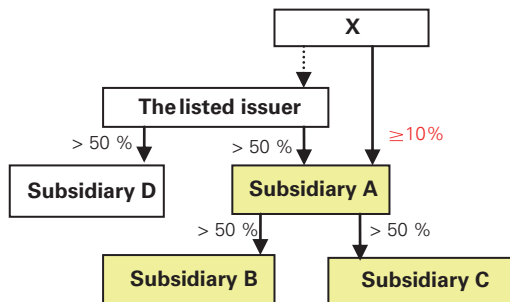 X
The listed issuer
> 50 %
> 50 %
≥10%
Subsidiary D
Subsidiary A
> 50 %
> 50 %
Subsidiary B
Subsidiary C